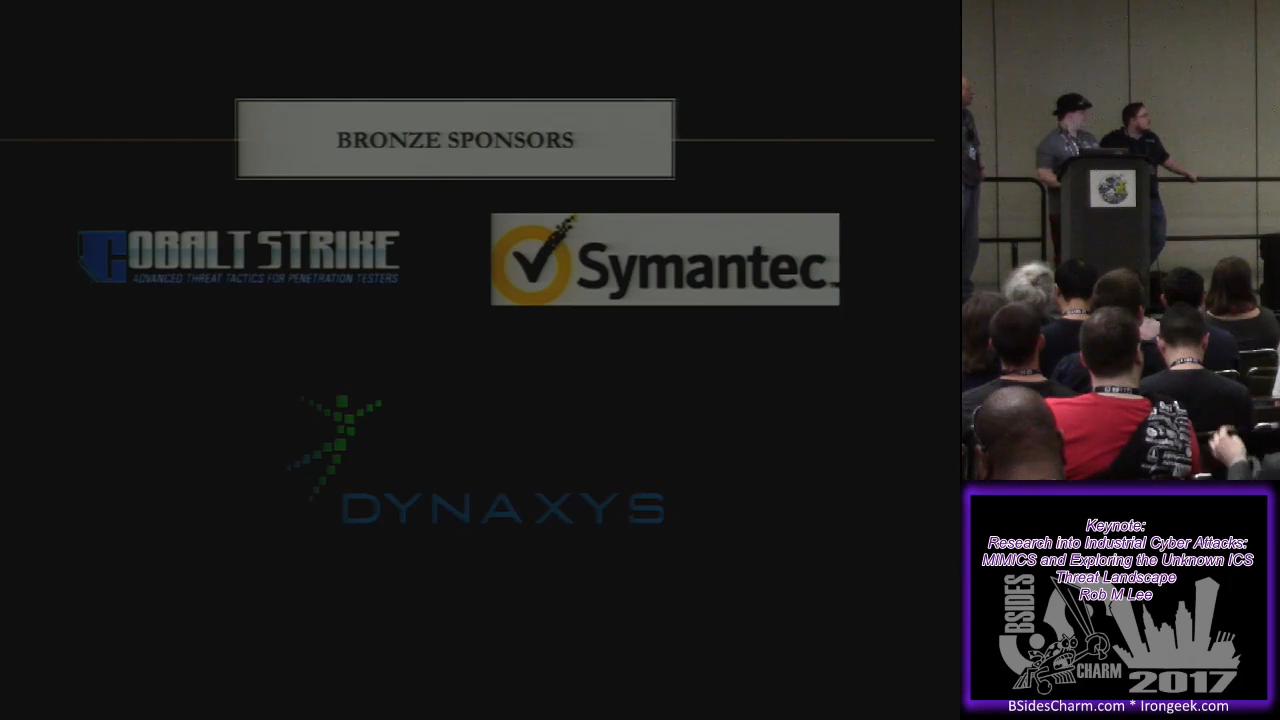 BRONZE SPONSORS
COBALT STRIKE
ADVANCED THREAT TACTICS FOR PENETRATION TESTERS
Symantec.
DYNAXYS
Keynote:
Research into Industrial Cyber Attacks:
MIMICS and Exploring the Unknown ICS
Threat Landscape
Rob M Lee
BSIDES
CHARM
2017
BSidesCharm.com * Irongeek.com